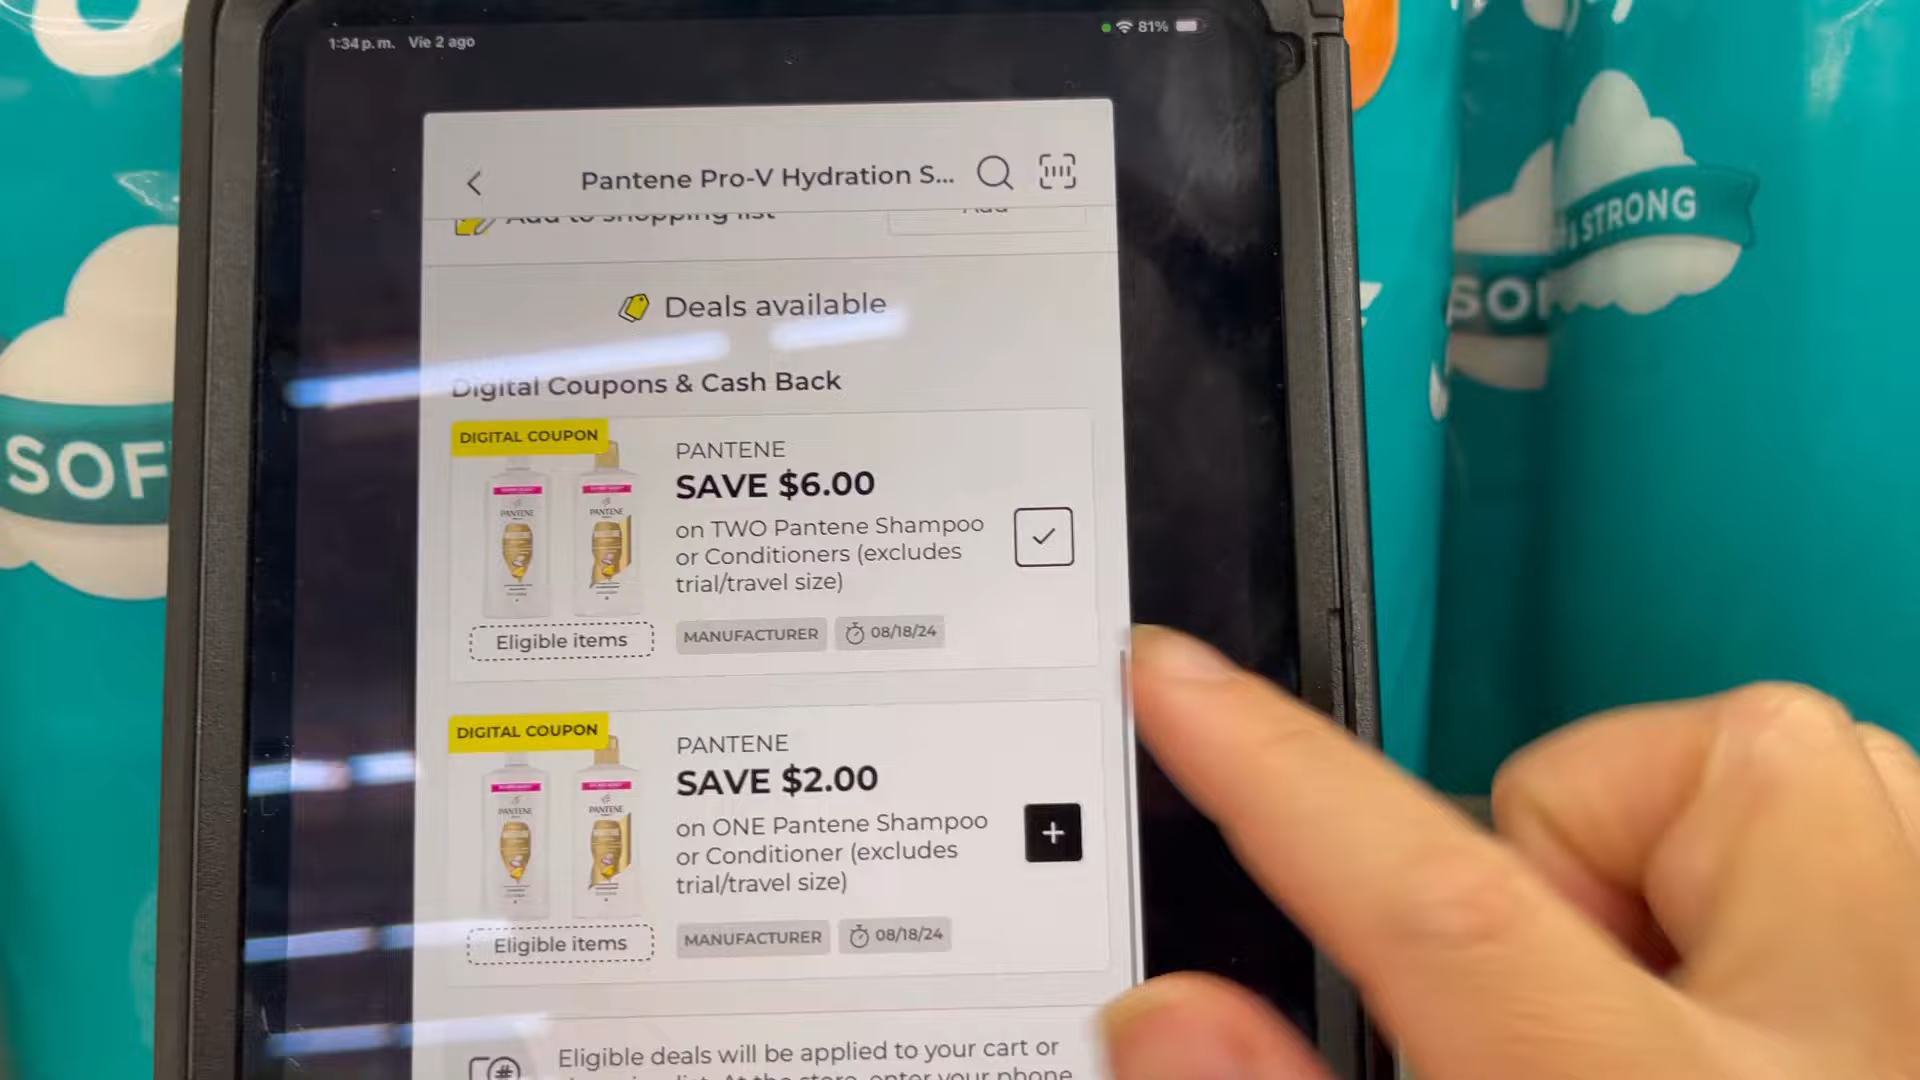 1:34 p. m. Vie 2 ago
81%
Pantene Pro-V Hydration S...
Add to shopping list
Add
Deals available
Digital Coupons & Cash Back
DIGITAL COUPON
PANTENE
SAVE $6.00
on TWO Pantene Shampoo
or Conditioners (excludes
trial/travel size)
PANTENE
PANTENE
Eligible items
MANUFACTURER
08/18/24
DIGITAL COUPON
PANTENE
SAVE $2.00
on ONE Pantene Shampoo
or Conditioner (excludes
trial/travel size)
PANTENE
PANTENE
Eligible items
MANUFACTURER
08/18/24
Eligible deals will be applied to your cart or
enter your phone
SOF
SOF
STRONG